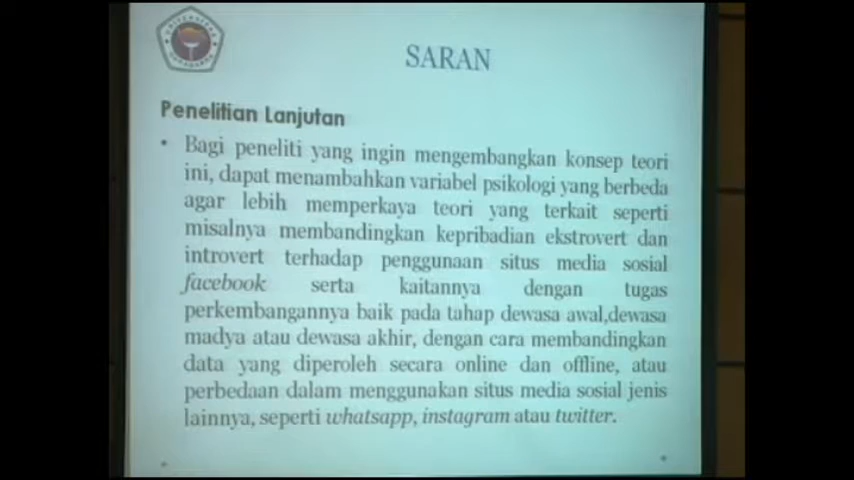 SARAN
Penelitian Lanjutan
• Bagi peneliti yang ingin mengembangkan konsep teori
ini, dapat menambahkan variabel psikologi yang berbeda
agar lebih memperkaya teori yang terkait seperti
misalnya membandingkan kepribadian ekstrovert dan
introvert terhadap penggunaan situs media sosial
facebook serta kaitannya dengan tugas
perkembangannya baik pada tahap dewasa awal,dewasa
madya atau dewasa akhir, dengan cara membandingkan
data yang diperoleh secara online dan offline, atau
perbedaan dalam menggunakan situs media sosial jenis
lainnya, seperti whatsapp, instagram atau twitter.